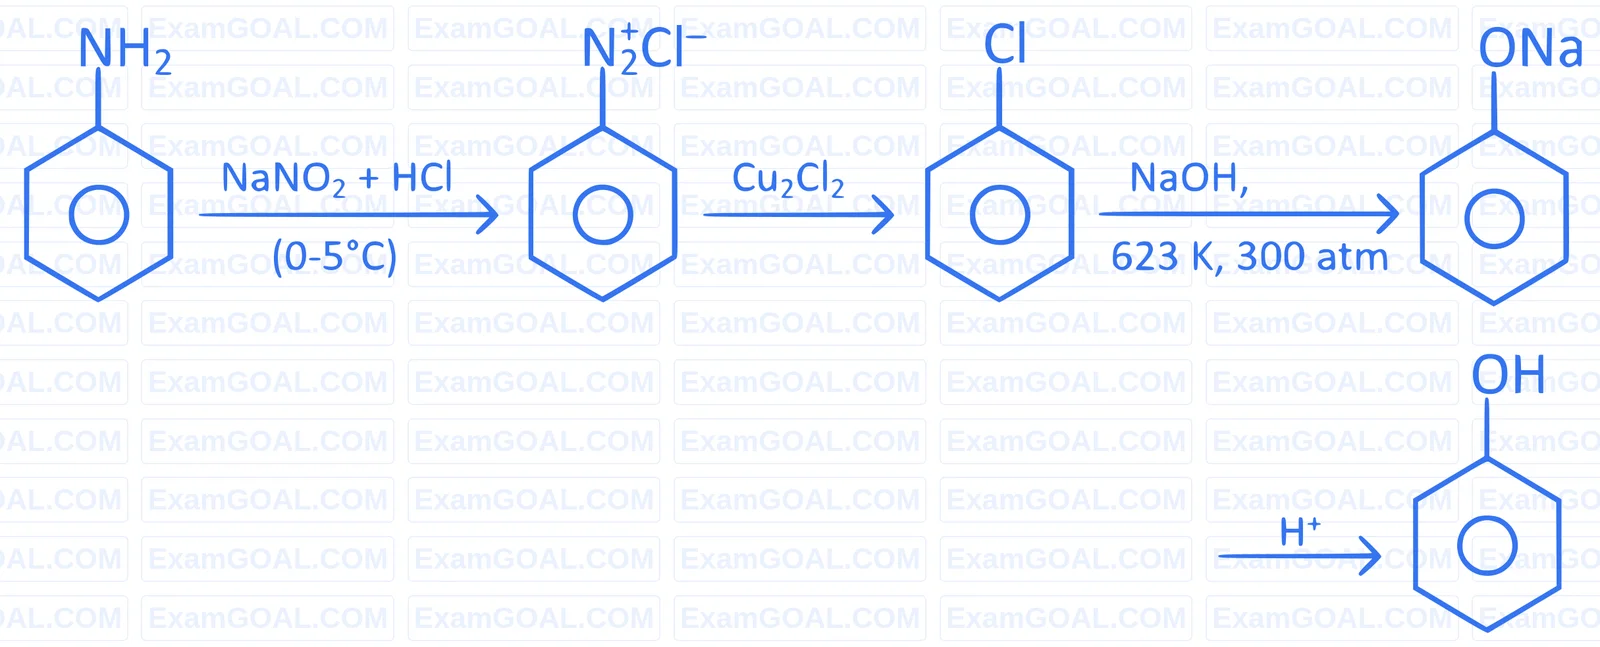 NH₂
N₂⁺Cl⁻
Cl
ONa
NaNO₂ + HCl
(0-5°C)
Cu₂Cl₂
NaOH,
623 K, 300 atm
OH
H⁺
ExamGOAL.COM